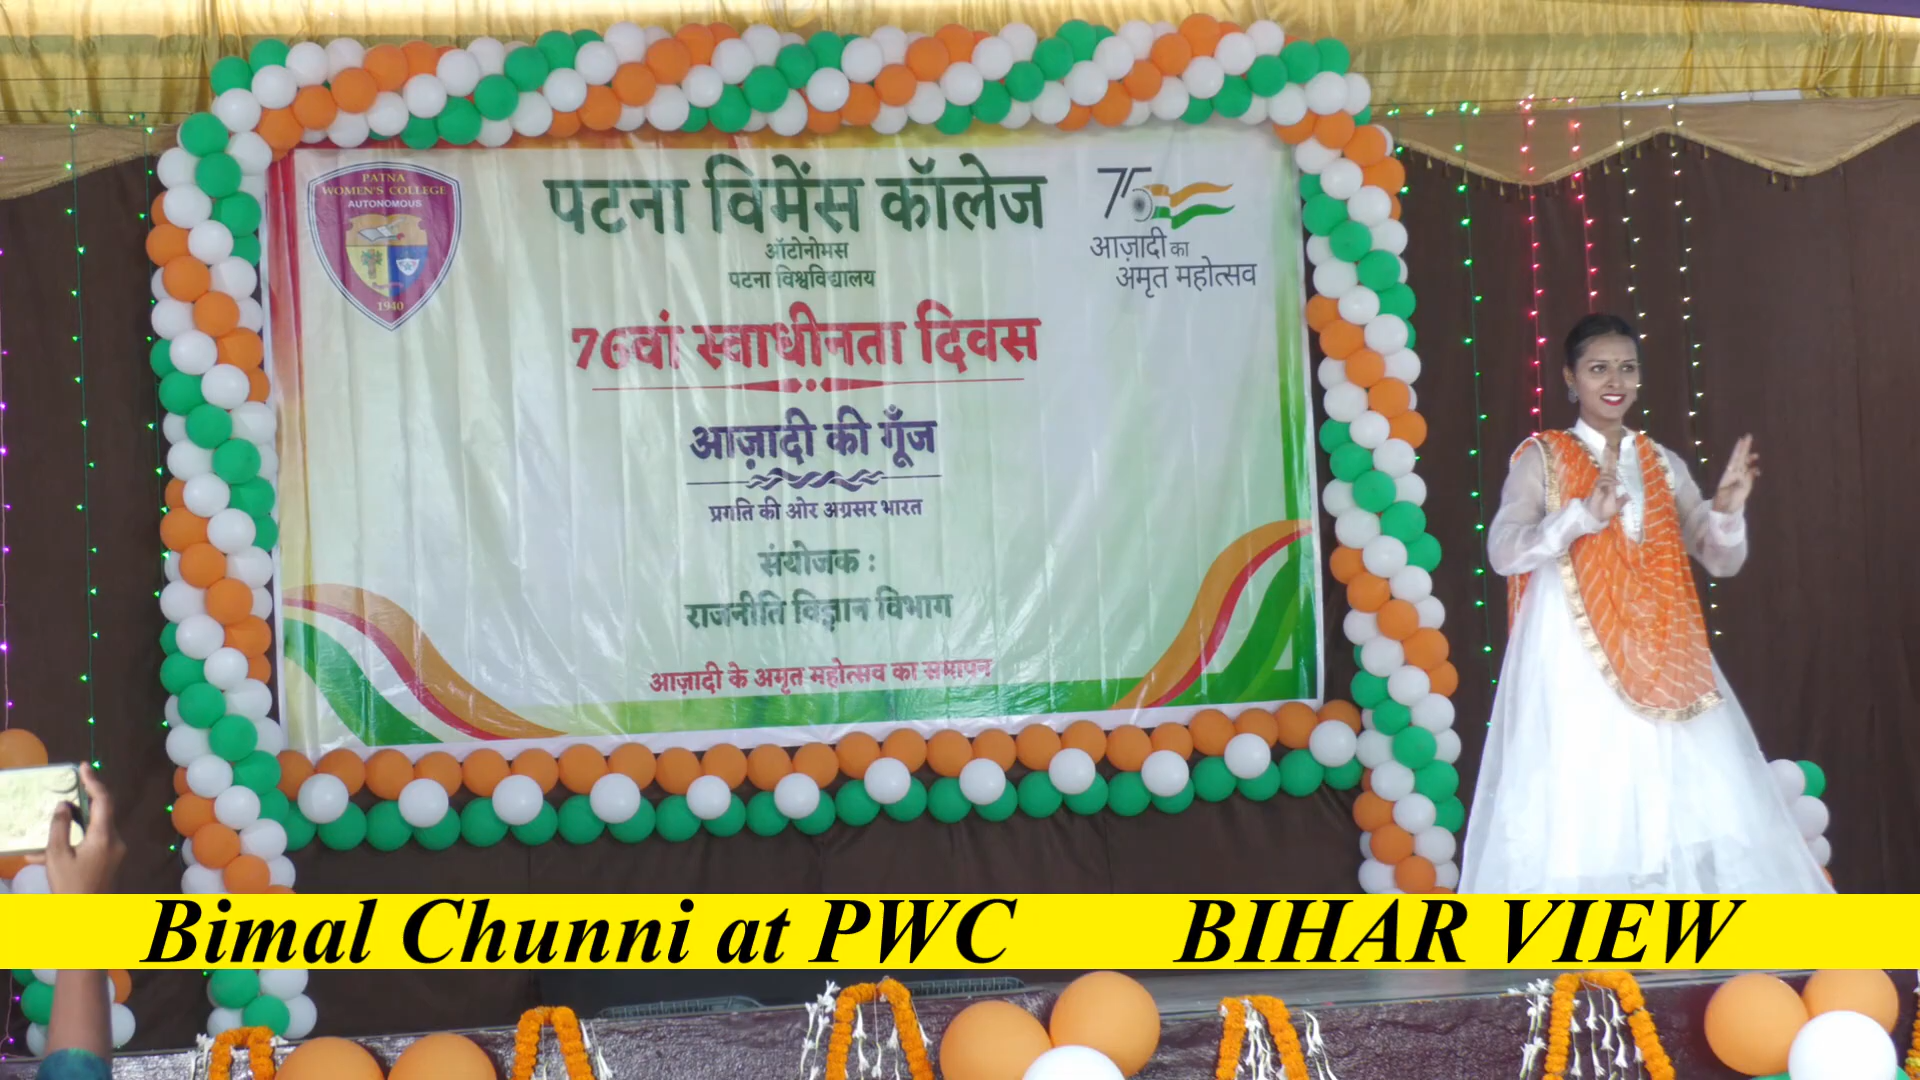 PATNA
WOMEN'S COLLEGE
AUTONOMOUS
1940
पटना विमेंस कॉलेज
ऑटोनोमस
पटना विश्वविद्यालय
75
आज़ादी का
अमृत महोत्सव
76वां स्वाधीनता दिवस
आज़ादी की गूँज
प्रगति की ओर अग्रसर भारत
संयोजक :
राजनीति विज्ञान विभाग
आज़ादी के अमृत महोत्सव का समापन
Bimal Chunni at PWC BIHAR VIEW